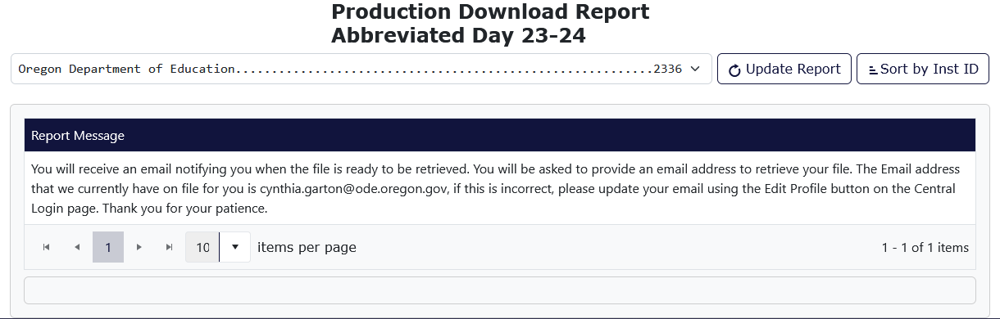 Production Download Report
Abbreviated Day 23-24
Oregon Department of Education..........................................................2336
Update Report
Sort by Inst ID
Report Message
You will receive an email notifying you when the file is ready to be retrieved. You will be asked to provide an email address to retrieve your file. The Email address
that we currently have on file for you is cynthia.garton@ode.oregon.gov, if this is incorrect, please update your email using the Edit Profile button on the Central
Login page. Thank you for your patience.
1
10
items per page
1 - 1 of 1 items